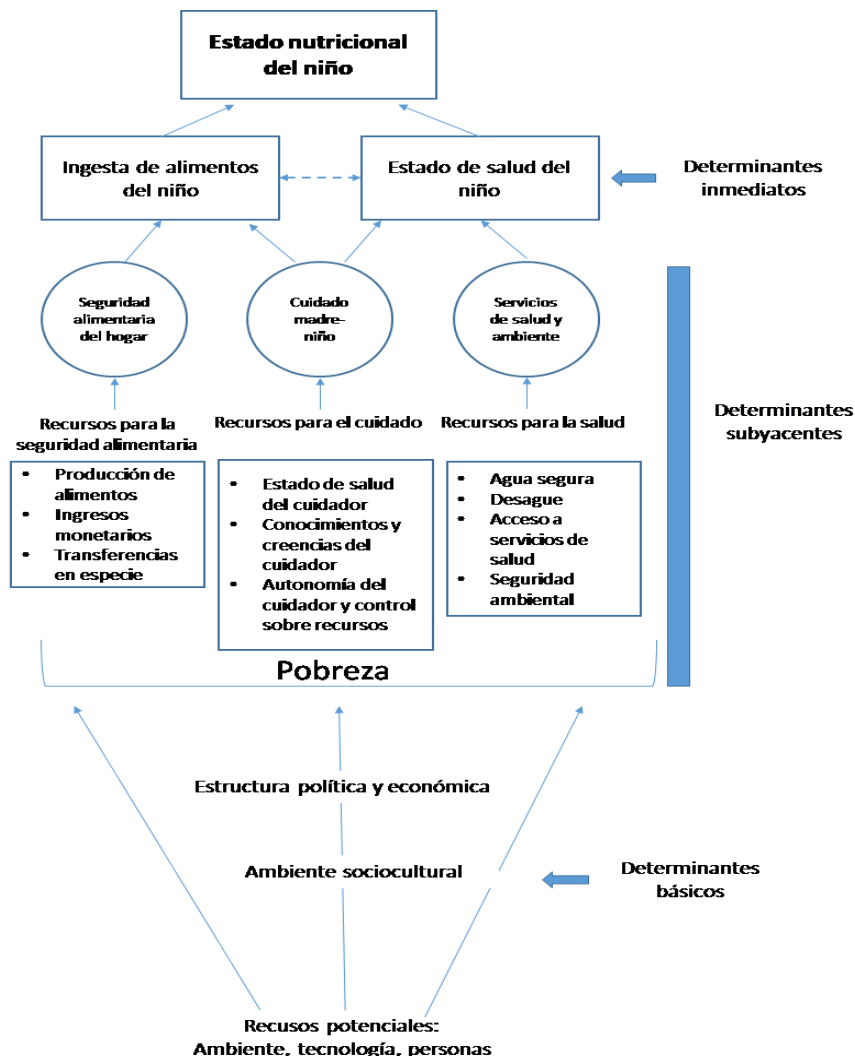 Estado nutricional
del niño
Ingesta de alimentos
del niño
Estado de salud del
niño
Determinantes
inmediatos
Seguridad
alimentaria
del hogar
Cuidado
madre-
niño
Servicios
de salud y
ambiente
Determinantes
subyacentes
Recursos para la
seguridad alimentaria
Recursos para el cuidado
Recursos para la salud
• Producción de
alimentos
• Ingresos
monetarios
• Transferencias
en especie
• Estado de salud
del cuidador
• Conocimientos y
creencias del
cuidador
• Autonomía del
cuidador y control
sobre recursos
• Agua segura
• Desague
• Acceso a
servicios de
salud
• Seguridad
ambiental
Pobreza
Estructura política y económica
Ambiente sociocultural
Determinantes
básicos
Recusos potenciales:
Ambiente, tecnología, personas